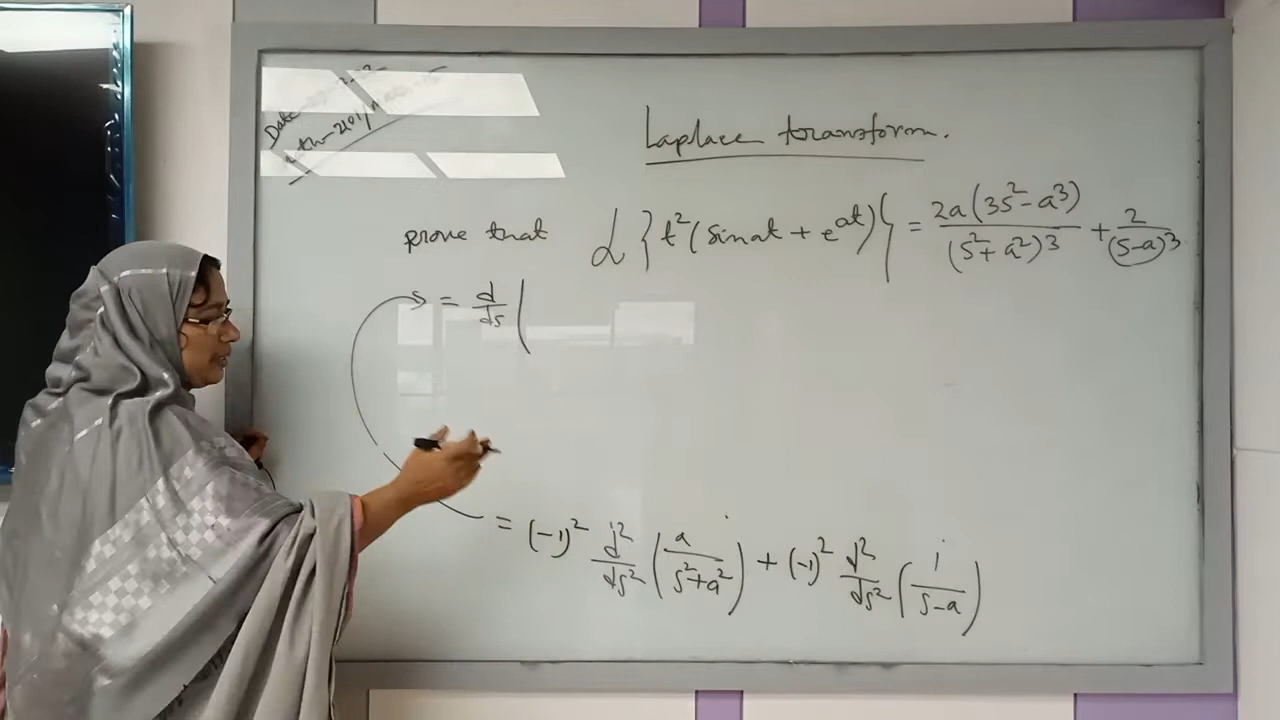 Date
Laplace transform.
prove that L{t²(sinat + e^at)} = 2a(3s²-a³)/(s²+a²)³ + 2/(s-a)³
= d/ds (
= (-1)² d²/ds² (a/(s²+a²)) + (-1)² d²/ds² (1/(s-a))